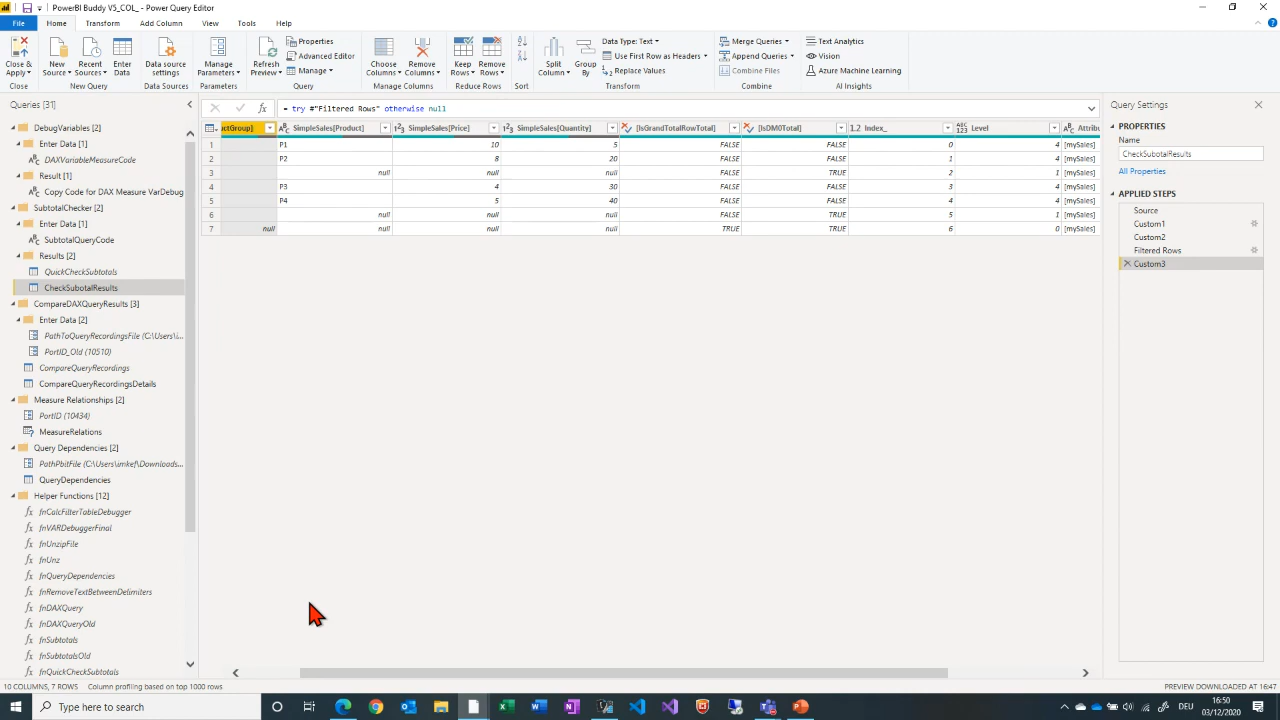 PowerBI Buddy V5_COL_ - Power Query Editor
File Home Transform Add Column View Tools Help
Close & Apply
New Source
Recent Sources
Enter Data
Data source settings
Manage Parameters
Refresh Preview
Properties
Advanced Editor
Manage
Choose Columns
Remove Columns
Keep Rows
Remove Rows
Split Column
Group By
Data Type: Text
Use First Row as Headers
Replace Values
Merge Queries
Append Queries
Combine Files
Text Analytics
Vision
Azure Machine Learning
Close New Query Data Sources Parameters Query Manage Columns Reduce Rows Sort Transform Combine AI Insights
Queries [31]
DebugVariables [2]
Enter Data [1]
DAXVariableMeasureCode
Result [1]
Copy Code for DAX Measure VarDebug
SubtotalChecker [2]
Enter Data [1]
SubtotalQueryCode
Results [2]
QuickCheckSubtotals
CheckSubotalResults
CompareDAXQueryResults [3]
Enter Data [2]
PathToQueryRecordingsFile (C:\Users\i...
PortID_Old (10510)
CompareQueryRecordings
CompareQueryRecordingsDetails
Measure Relationships [2]
PortID (10434)
MeasureRelations
Query Dependencies [2]
PathPbitFile (C:\Users\imkef\Downloads...
QueryDependencies
Helper Functions [12]
fnCalcFilterTableDebugger
fnVARDebuggerFinal
fnUnzipFile
fnUnz
fnQueryDependencies
fnRemoveTextBetweenDelimiters
fnDAXQuery
fnDAXQueryOld
fnSubtotals
fnSubtotalsOld
fnQuickCheckSubtotals
fx = try #"Filtered Rows" otherwise null
uctGroup] SimpleSales[Product] SimpleSales[Price] SimpleSales[Quantity] [IsGrandTotalRowTotal] [IsDM0Total] Index_ Level Attrib
1 P1 10 5 FALSE FALSE 0 4 [mySales]
2 P2 8 20 FALSE FALSE 1 4 [mySales]
3 null null null FALSE TRUE 2 1 [mySales]
4 P3 4 30 FALSE FALSE 3 4 [mySales]
5 P4 5 40 FALSE FALSE 4 4 [mySales]
6 null null null FALSE TRUE 5 1 [mySales]
7 null null null null TRUE TRUE 6 0 [mySales]
Query Settings
PROPERTIES
Name
CheckSubotalResults
All Properties
APPLIED STEPS
Source
Custom1
Custom2
Filtered Rows
Custom3
10 COLUMNS, 7 ROWS Column profiling based on top 1000 rows PREVIEW DOWNLOADED AT 16:47
Type here to search
DEU
16:50
03/12/2020